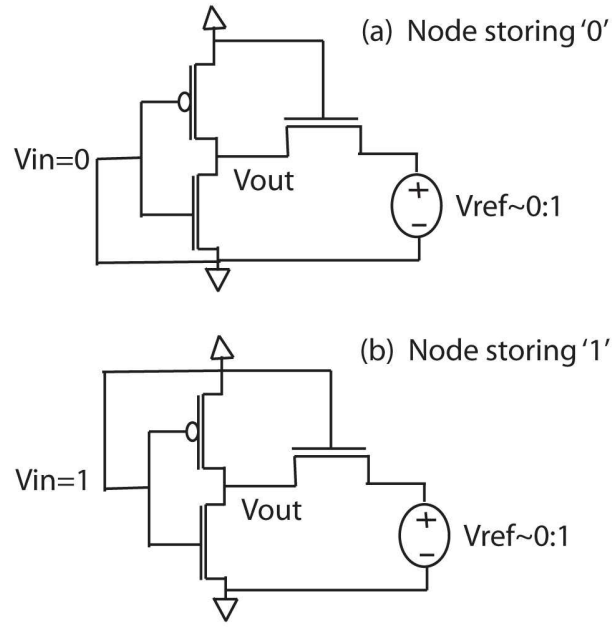 (a) Node storing '0'
Vin=0
Vout
+
−
Vref~0:1
(b) Node storing '1'
Vin=1
Vout
+
−
Vref~0:1